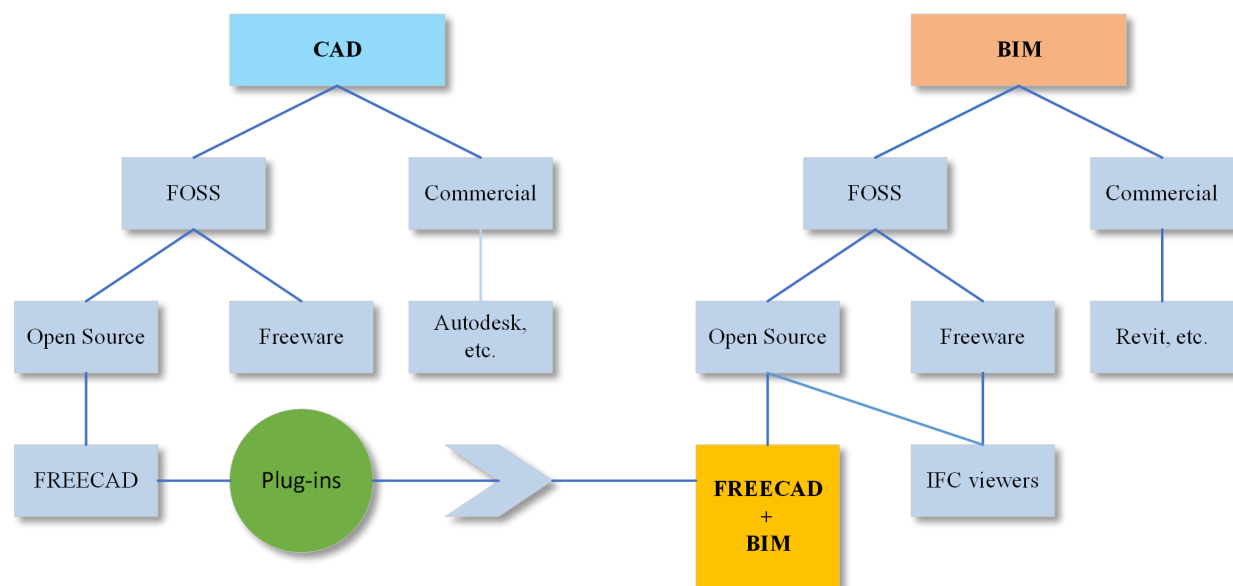 CAD
BIM
FOSS
Commercial
FOSS
Commercial
Open Source
Freeware
Autodesk,
etc.
Open Source
Freeware
Revit, etc.
FREECAD
Plug-ins
FREECAD
+
BIM
IFC viewers